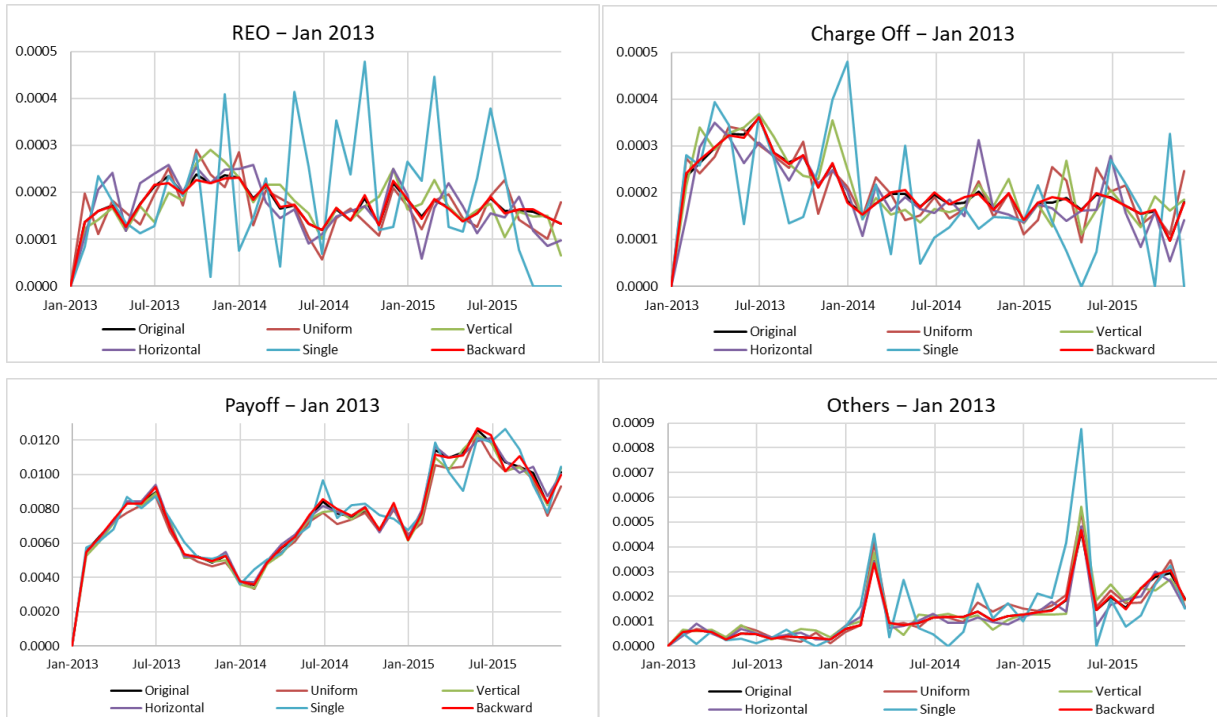 REO – Jan 2013
0.0005
0.0004
0.0003
0.0002
0.0001
0.0000
Jan-2013 Jul-2013 Jan-2014 Jul-2014 Jan-2015 Jul-2015
Original Uniform Vertical
Horizontal Single Backward
Charge Off – Jan 2013
0.0005
0.0004
0.0003
0.0002
0.0001
0.0000
Jan-2013 Jul-2013 Jan-2014 Jul-2014 Jan-2015 Jul-2015
Original Uniform Vertical
Horizontal Single Backward
Payoff – Jan 2013
0.0120
0.0100
0.0080
0.0060
0.0040
0.0020
0.0000
Jan-2013 Jul-2013 Jan-2014 Jul-2014 Jan-2015 Jul-2015
Original Uniform Vertical
Horizontal Single Backward
Others – Jan 2013
0.0009
0.0008
0.0007
0.0006
0.0005
0.0004
0.0003
0.0002
0.0001
0.0000
Jan-2013 Jul-2013 Jan-2014 Jul-2014 Jan-2015 Jul-2015
Original Uniform Vertical
Horizontal Single Backward